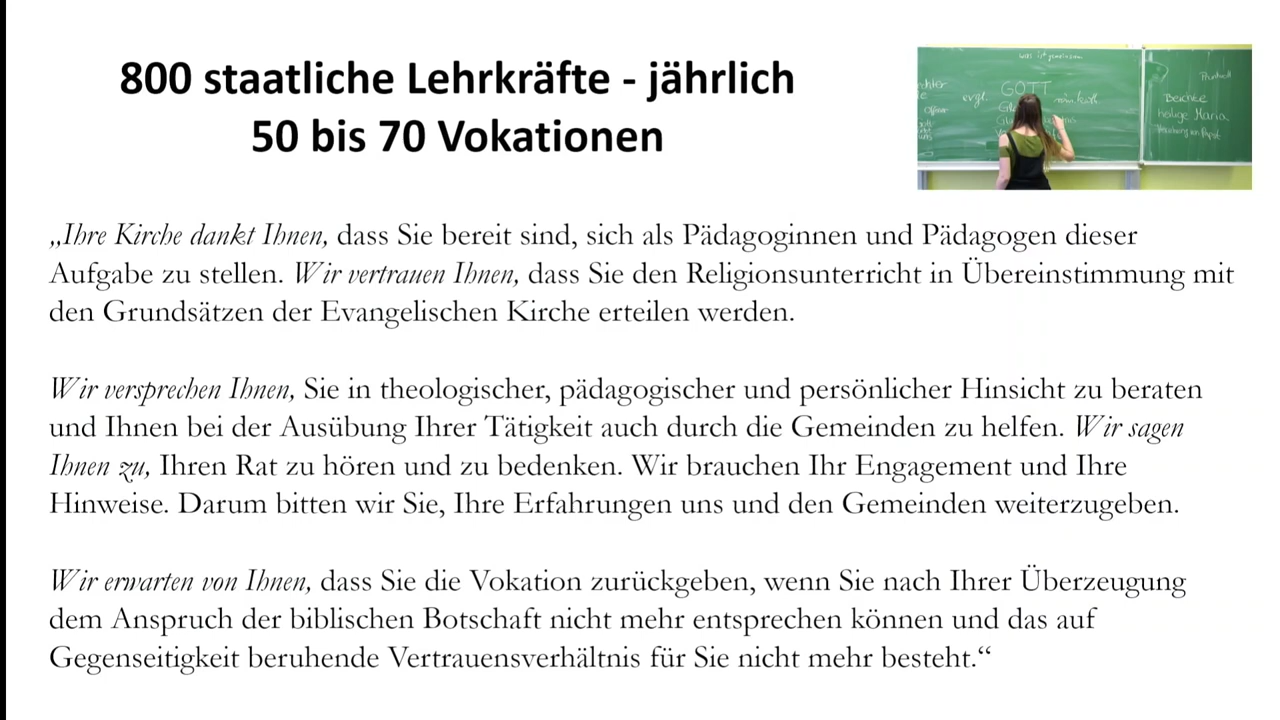 800 staatliche Lehrkräfte - jährlich
50 bis 70 Vokationen
was ist gemeinsam
evgl.
GOTT
röm. kath
Beichte
heilige Maria
„Ihre Kirche dankt Ihnen, dass Sie bereit sind, sich als Pädagoginnen und Pädagogen dieser
Aufgabe zu stellen. Wir vertrauen Ihnen, dass Sie den Religionsunterricht in Übereinstimmung mit
den Grundsätzen der Evangelischen Kirche erteilen werden.
Wir versprechen Ihnen, Sie in theologischer, pädagogischer und persönlicher Hinsicht zu beraten
und Ihnen bei der Ausübung Ihrer Tätigkeit auch durch die Gemeinden zu helfen. Wir sagen
Ihnen zu, Ihren Rat zu hören und zu bedenken. Wir brauchen Ihr Engagement und Ihre
Hinweise. Darum bitten wir Sie, Ihre Erfahrungen uns und den Gemeinden weiterzugeben.
Wir erwarten von Ihnen, dass Sie die Vokation zurückgeben, wenn Sie nach Ihrer Überzeugung
dem Anspruch der biblischen Botschaft nicht mehr entsprechen können und das auf
Gegenseitigkeit beruhende Vertrauensverhältnis für Sie nicht mehr besteht.“